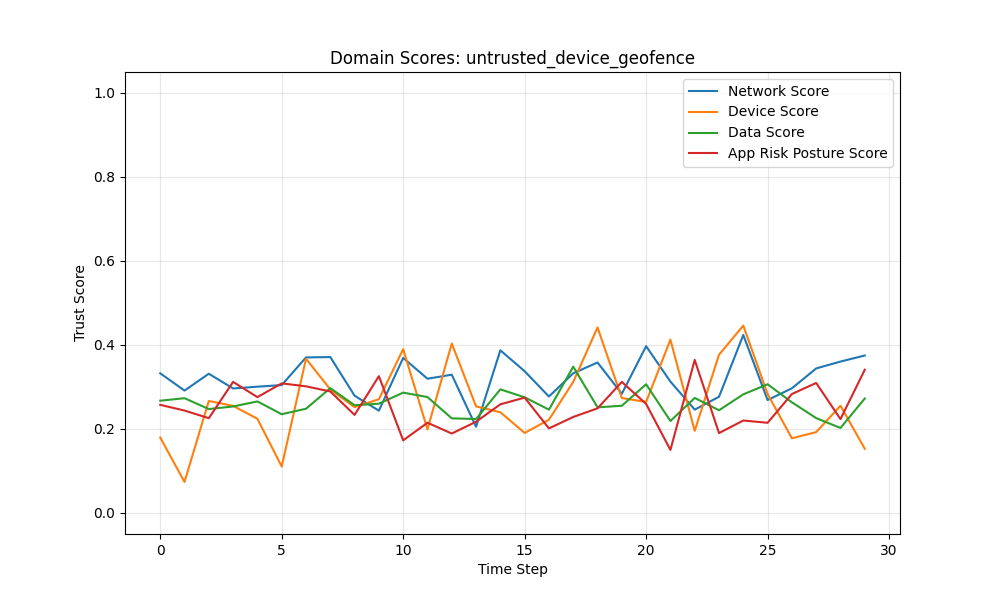 Domain Scores: untrusted_device_geofence
Network Score
Device Score
Data Score
App Risk Posture Score
Trust Score
1.0
0.8
0.6
0.4
0.2
0.0
0 5 10 15 20 25 30
Time Step